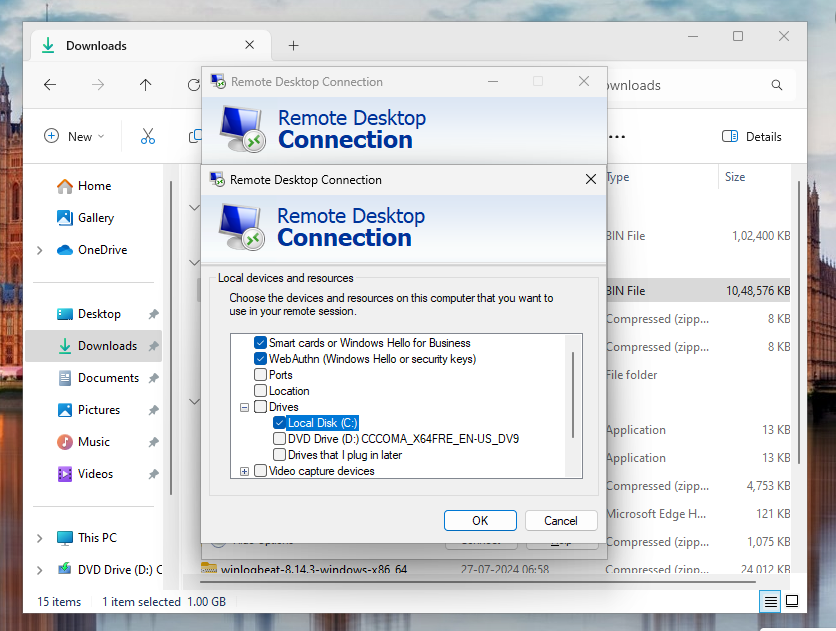 Downloads
Remote Desktop Connection
wnloads
Remote Desktop
Connection
New
Details
Remote Desktop Connection
Remote Desktop
Connection
Home
Gallery
OneDrive
Desktop
Downloads
Documents
Pictures
Music
Videos
This PC
DVD Drive (D:) C
Local devices and resources
Choose the devices and resources on this computer that you want to
use in your remote session.
Smart cards or Windows Hello for Business
WebAuthn (Windows Hello or security keys)
Ports
Location
Drives
Local Disk (C:)
DVD Drive (D:) CCCOMA_X64FRE_EN-US_DV9
Drives that I plug in later
Video capture devices
OK Cancel
Type Size
BIN File 1,02,400 KB
BIN File 10,48,576 KB
Compressed (zipp... 8 KB
Compressed (zipp... 8 KB
File folder
Application 13 KB
Application 13 KB
Compressed (zipp... 4,753 KB
Microsoft Edge H... 121 KB
Compressed (zipp... 1,075 KB
winlogbeat-8.14.3-windows-x86_64 27-07-2024 06:58 Compressed (zipp... 24,012 KB
15 items 1 item selected 1.00 GB